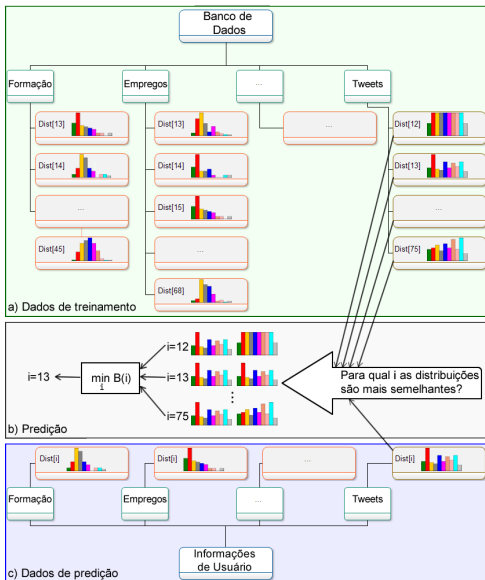 Banco de
Dados
Formação
Empregos
...
Tweets
Dist[13]
Dist[13]
...
Dist[12]
Dist[14]
Dist[14]
Dist[13]
...
Dist[15]
...
Dist[45]
...
Dist[75]
Dist[68]
a) Dados de treinamento
i=12
i=13
min B(i)
i
i=13
...
i=75
Para qual i as distribuições
são mais semelhantes?
b) Predição
Dist[i]
Dist[i]
...
Dist[i]
Formação
Empregos
...
Tweets
Informações
de Usuário
c) Dados de predição